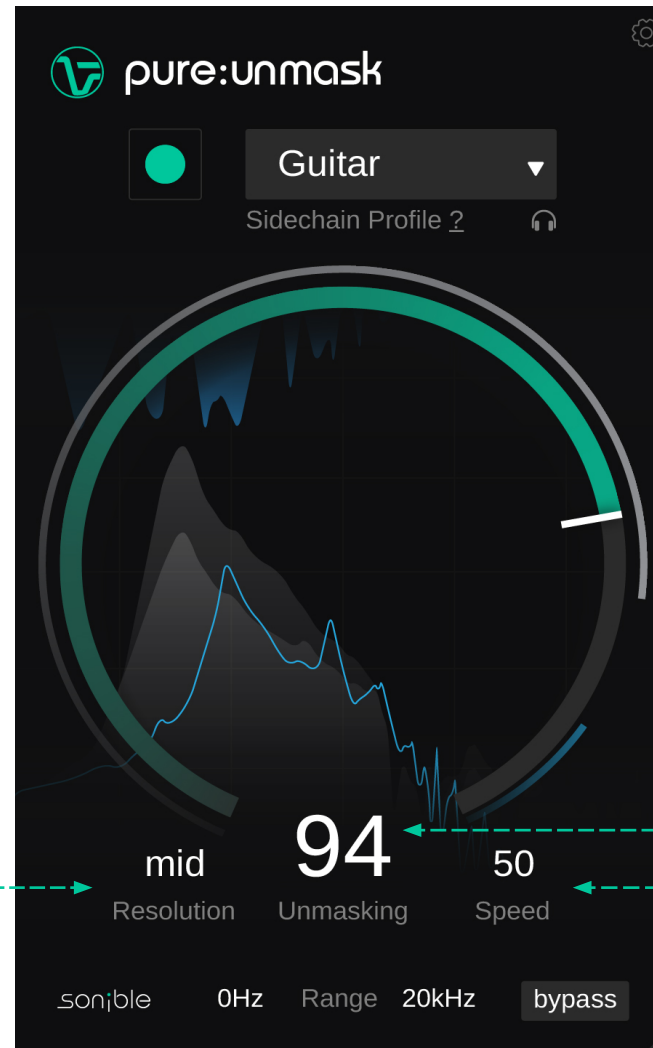 pure:unmask
Guitar
Sidechain Profile ?
94
mid 50
Resolution Unmasking Speed
sonible 0Hz Range 20kHz bypass